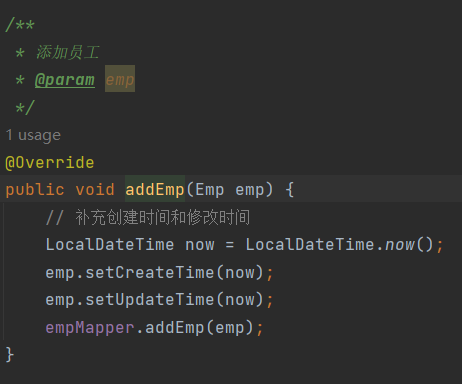 /**
 * 添加员工
 * @param emp
 */
1 usage
@Override
public void addEmp(Emp emp) {
    // 补充创建时间和修改时间
    LocalDateTime now = LocalDateTime.now();
    emp.setCreateTime(now);
    emp.setUpdateTime(now);
    empMapper.addEmp(emp);
}